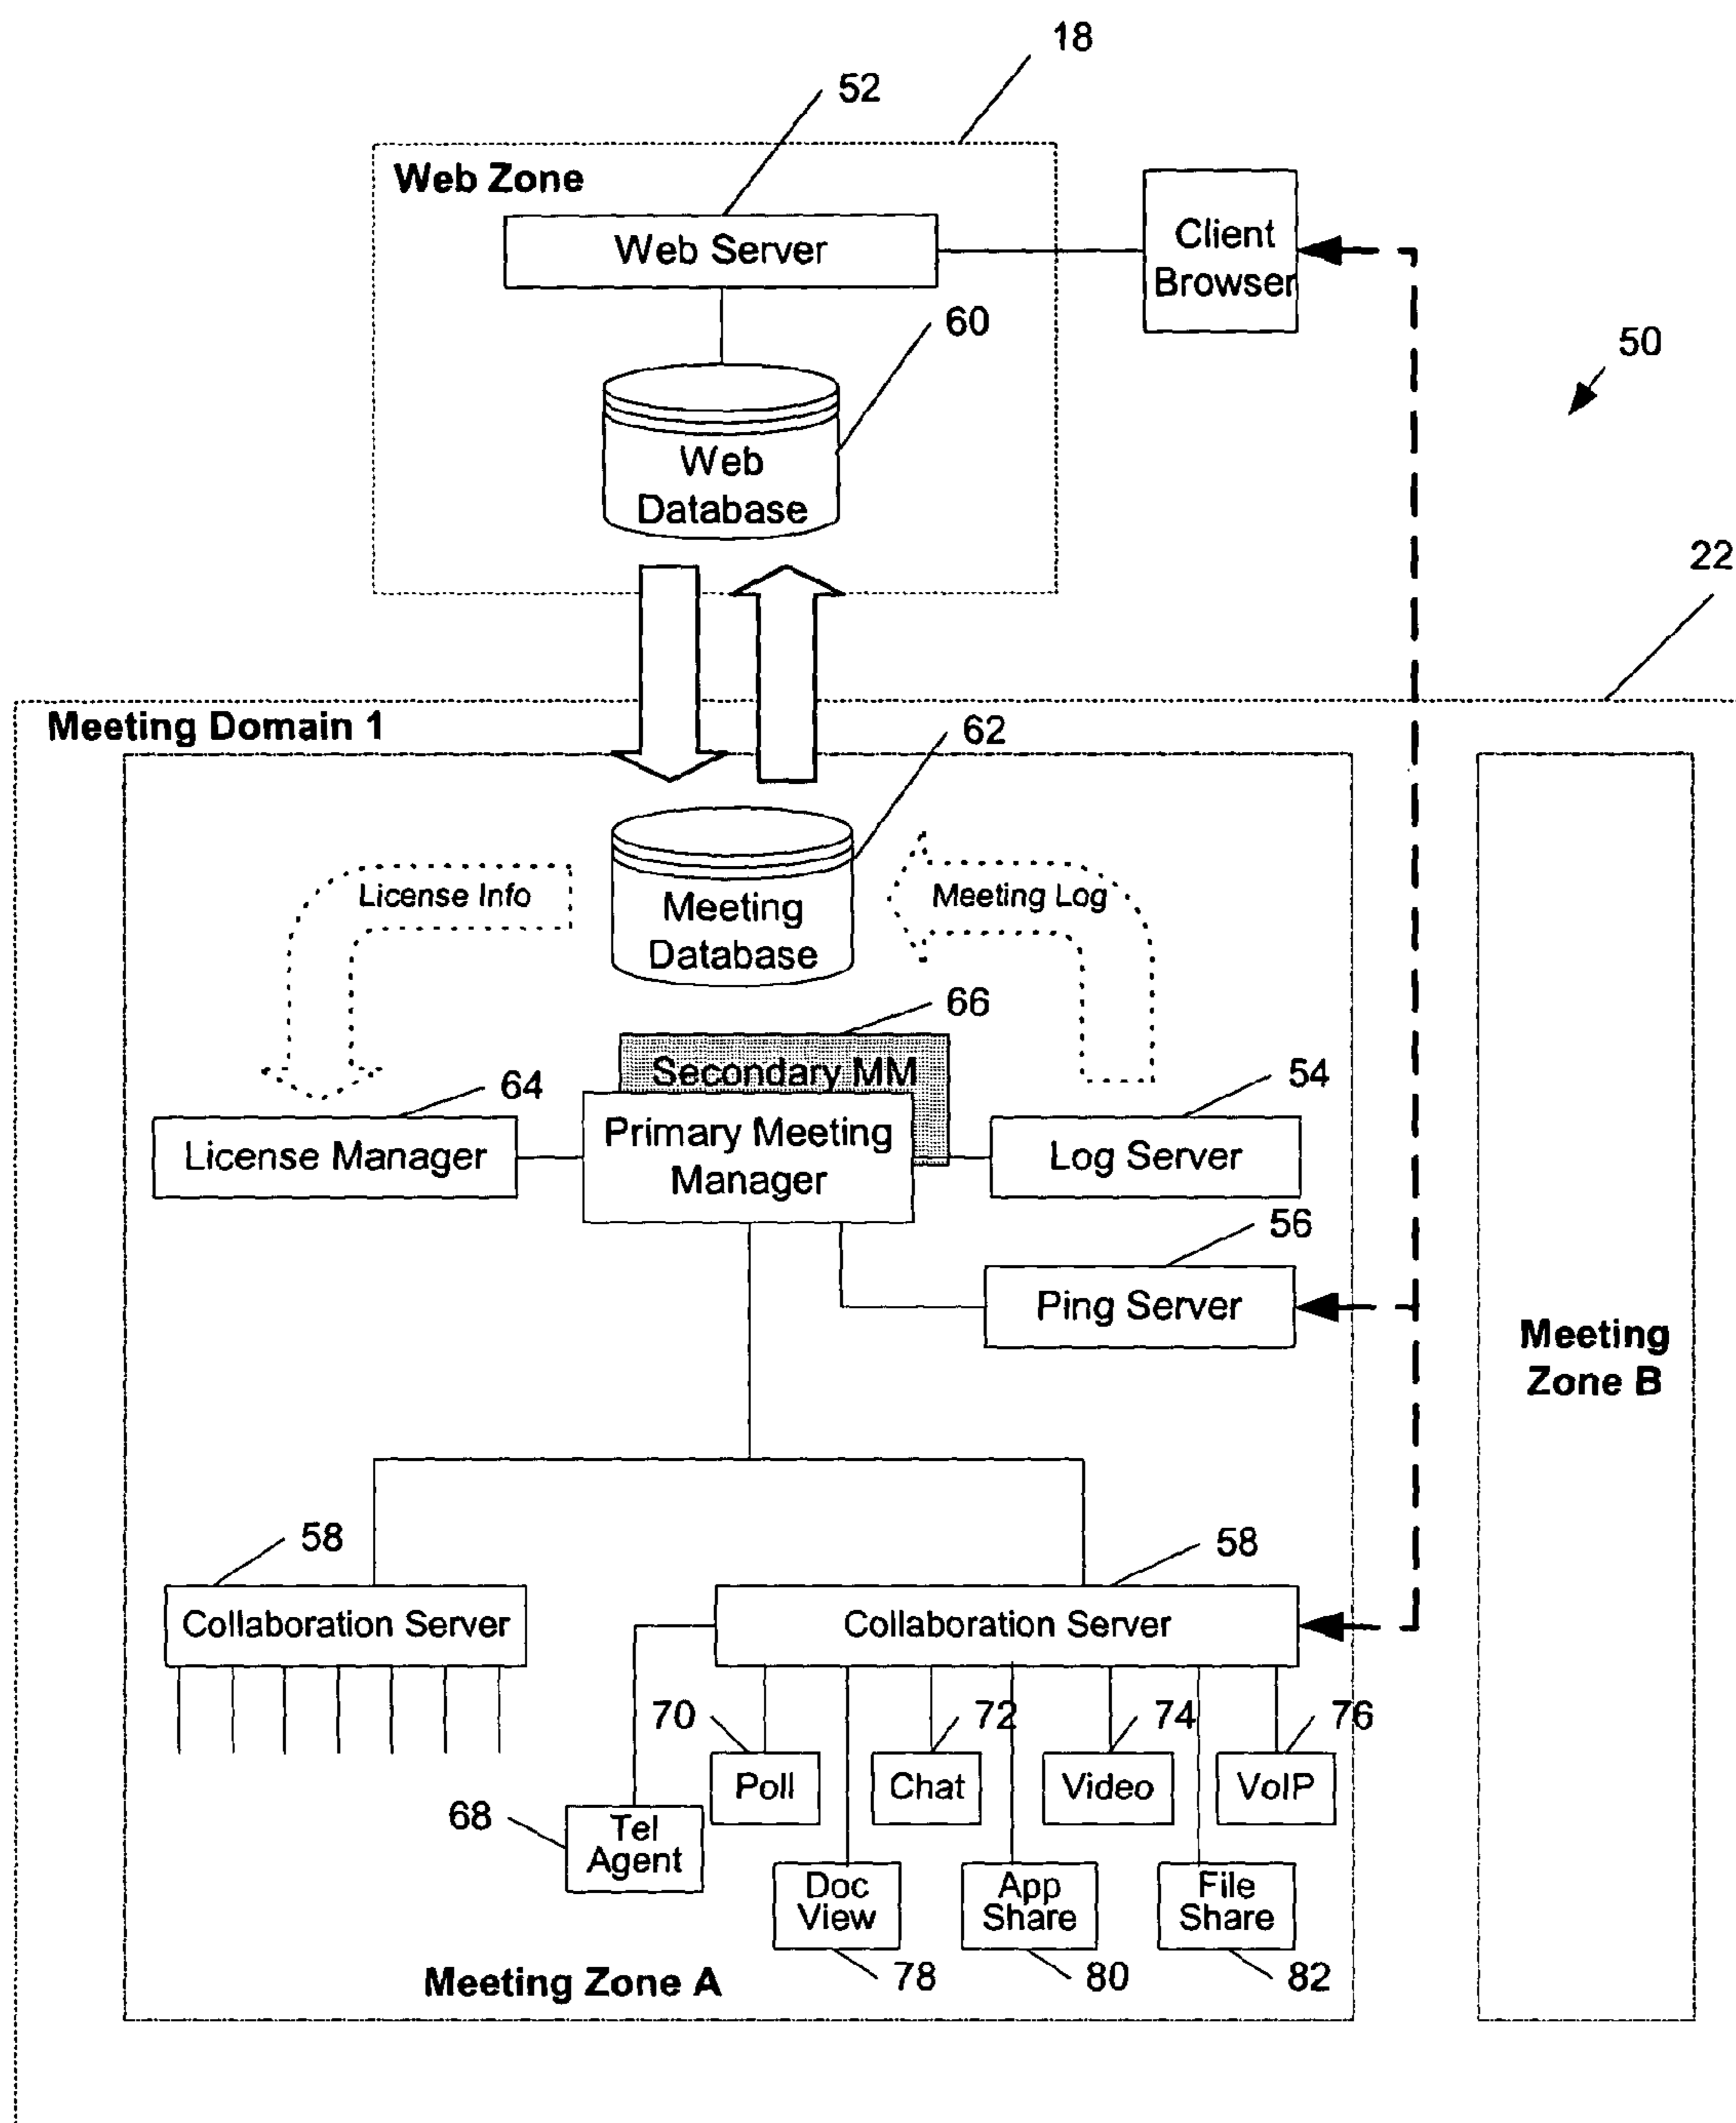 18
52
Web Zone
Web Server
Client
Browser
60
50
Web
Database
22
Meeting Domain 1
62
License Info
Meeting Log
Meeting
Database
66
Secondary MM
64
54
License Manager
Primary Meeting
Manager
Log Server
56
Ping Server
Meeting
Zone B
58
58
Collaboration Server
Collaboration Server
70
72
74
76
Poll
Chat
Video
VoIP
68
Tel
Agent
Doc
View
App
Share
File
Share
78
80
82
Meeting Zone A